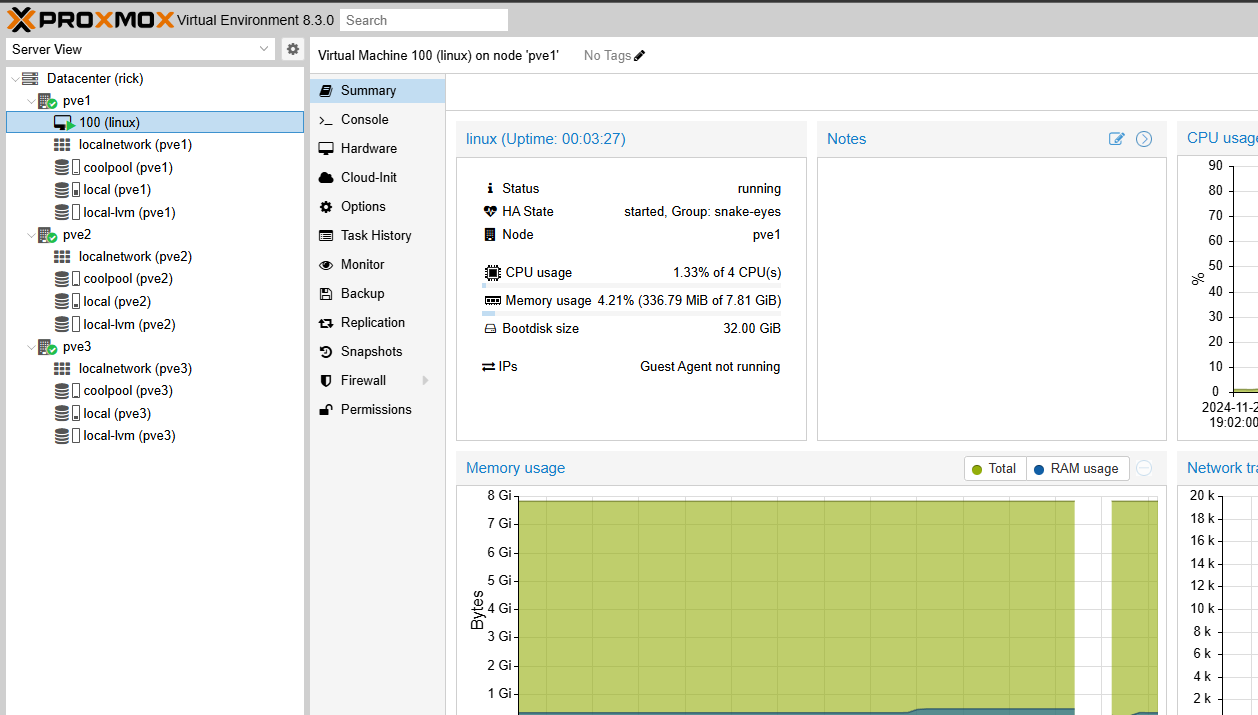 PROXMOX Virtual Environment 8.3.0 Search
Server View
Datacenter (rick)
pve1
100 (linux)
localnetwork (pve1)
coolpool (pve1)
local (pve1)
local-lvm (pve1)
pve2
localnetwork (pve2)
coolpool (pve2)
local (pve2)
local-lvm (pve2)
pve3
localnetwork (pve3)
coolpool (pve3)
local (pve3)
local-lvm (pve3)
Virtual Machine 100 (linux) on node 'pve1' No Tags
Summary
Console
Hardware
Cloud-Init
Options
Task History
Monitor
Backup
Replication
Snapshots
Firewall
Permissions
linux (Uptime: 00:03:27)
Status running
HA State started, Group: snake-eyes
Node pve1
CPU usage 1.33% of 4 CPU(s)
Memory usage 4.21% (336.79 MiB of 7.81 GiB)
Bootdisk size 32.00 GiB
IPs Guest Agent not running
Notes
CPU usag
90
80
70
60
50
%
40
30
20
10
0
2024-11-2
19:02:00
Memory usage Total RAM usage
8 Gi
7 Gi
6 Gi
5 Gi
Bytes
4 Gi
3 Gi
2 Gi
1 Gi
Network tra
20 k
18 k
16 k
14 k
12 k
10 k
8 k
6 k
4 k
2 k